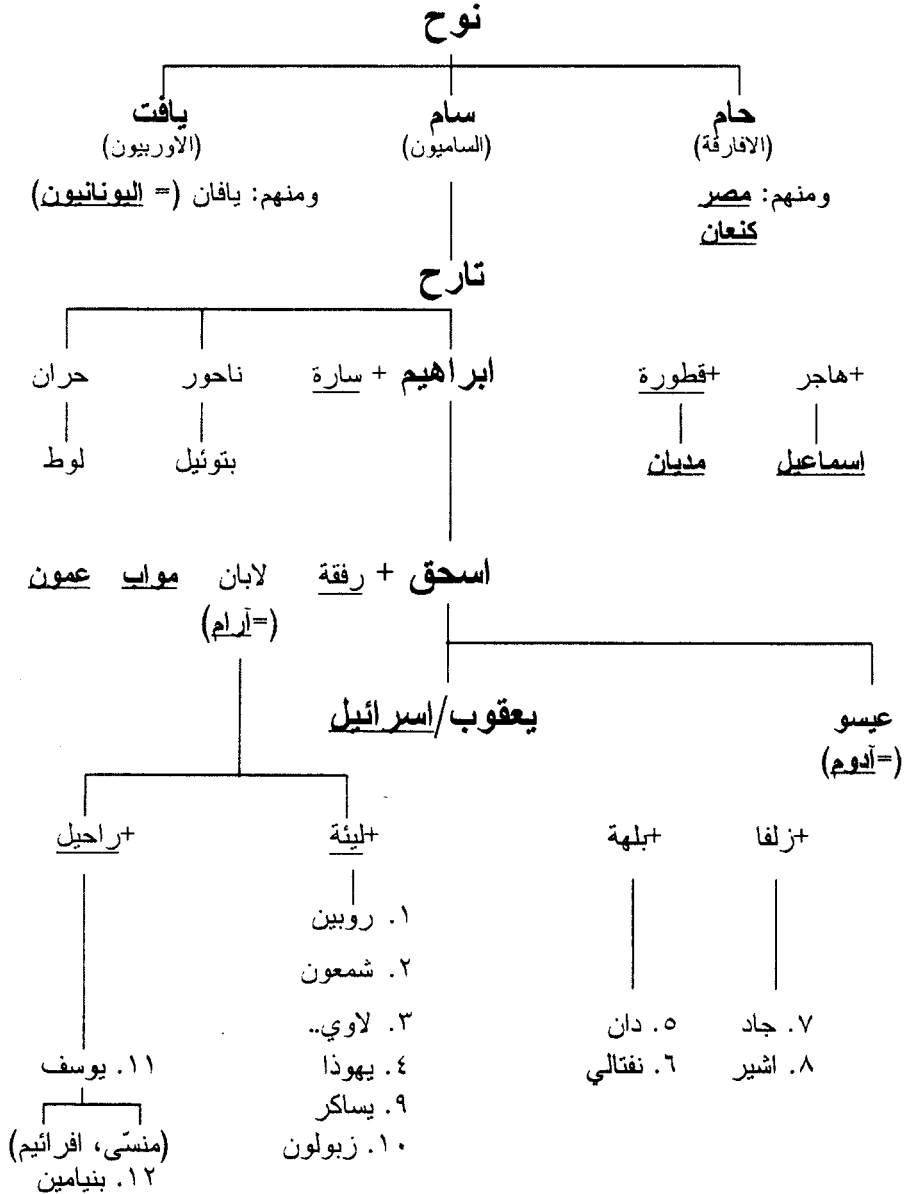 نوح
حام سام يافت
(الافارقة) (الساميون) (الاوربيون)
ومنهم: مصر ومنهم: يافان (= اليونانيون)
كنعان
تارح
+هاجر +قطورة ابراهيم + سارة ناحور حران
اسماعيل مديان بتوئيل لوط
اسحق + رفقة لابان مواب عمون
(=آرام)
عيسو يعقوب/اسرائيل
(=آدوم)
+زلفا +بلهة +ليئة +راحيل
١. روبين
٢. شمعون
٧. جاد ٥. دان ٣. لاوي..
٨. اشير ٦. نفتالي ٤. يهوذا ١١. يوسف
٩. يساكر
١٠. زبولون (منسّى، افرائيم)
١٢. بنيامين